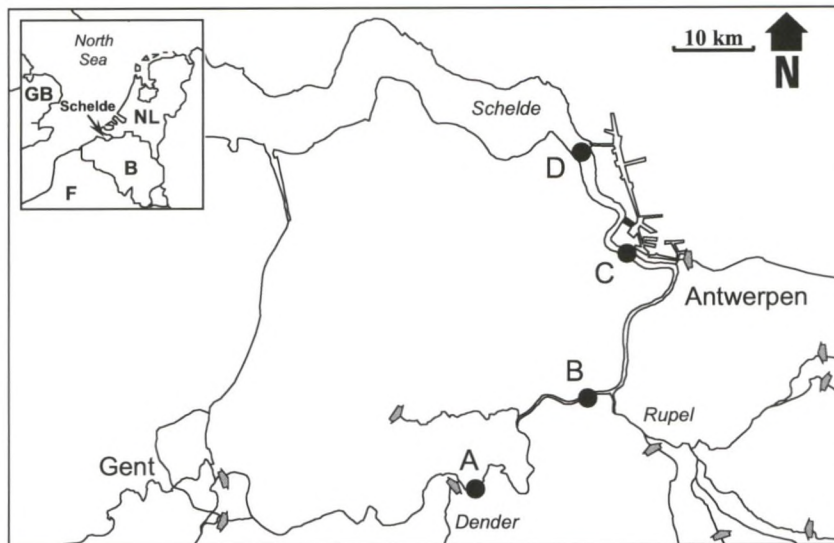 North
Sea
GB
Schelde
NL
B
F
10 km
N
Schelde
D
C
Antwerpen
B
Rupel
Gent
A
Dender